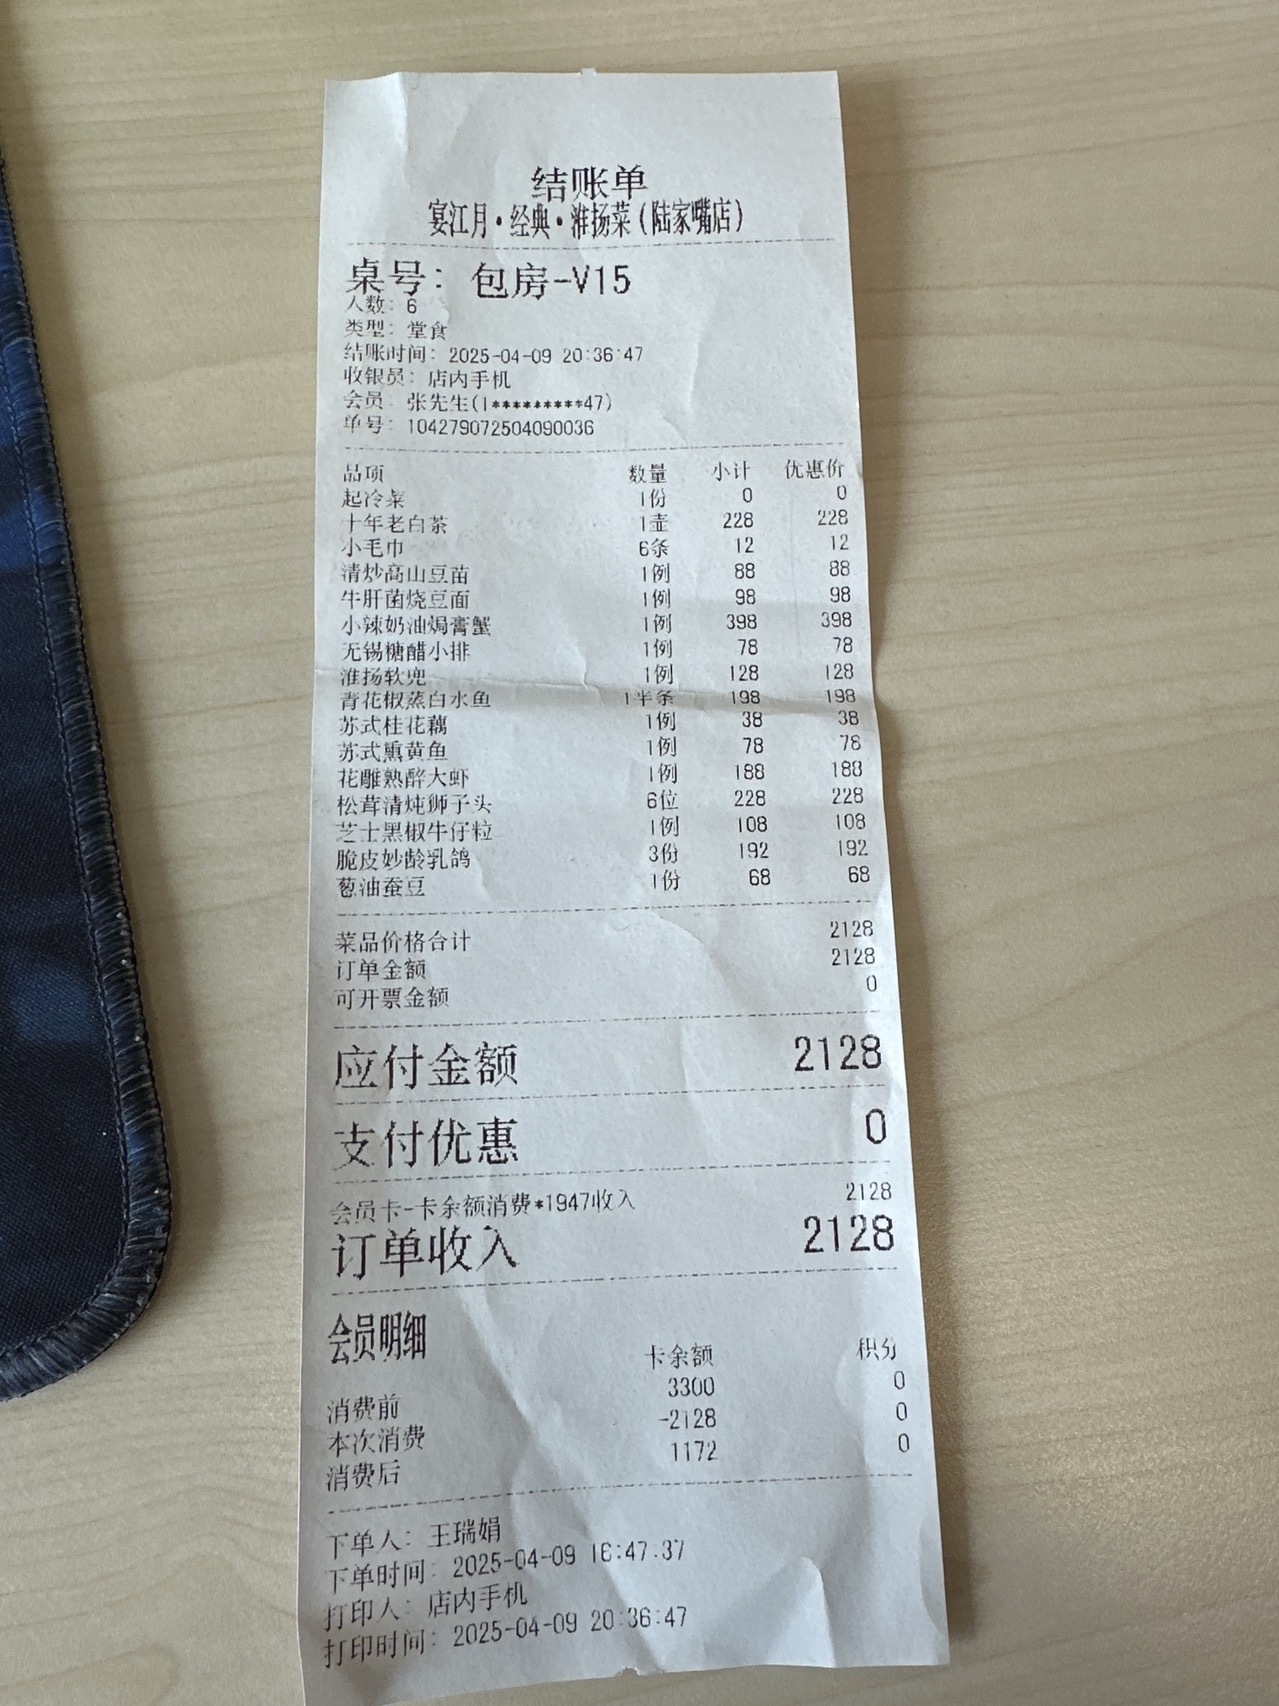 结账单
宴江月·经典·淮扬菜(陆家嘴店)
桌号: 包房-V15
人数: 6
类型: 堂食
结账时间: 2025-04-09 20:36:47
收银员: 店内手机
会员: 张先生(1*********47)
单号: 104279072504090036
品项 数量 小计 优惠价
起冷菜 1份 0 0
十年老白茶 1壶 228 228
小毛巾 6条 12 12
清炒高山豆苗 1例 88 88
牛肝菌烧豆面 1例 98 98
小辣奶油焗膏蟹 1例 398 398
无锡糖醋小排 1例 78 78
淮扬软兜 1例 128 128
青花椒蒸白水鱼 1半条 198 198
苏式桂花藕 1例 38 38
苏式熏黄鱼 1例 78 78
花雕熟醉大虾 1例 188 188
松茸清炖狮子头 6位 228 228
芝士黑椒牛仔粒 1例 108 108
脆皮妙龄乳鸽 3份 192 192
葱油蚕豆 1份 68 68
菜品价格合计 2128
订单金额 2128
可开票金额 0
应付金额 2128
支付优惠 0
会员卡-卡余额消费*1947收入 2128
订单收入 2128
会员明细
卡余额 积分
消费前 3300 0
本次消费 -2128 0
消费后 1172 0
下单人: 王瑞娟
下单时间: 2025-04-09 16:47:37
打印人: 店内手机
打印时间: 2025-04-09 20:36:47